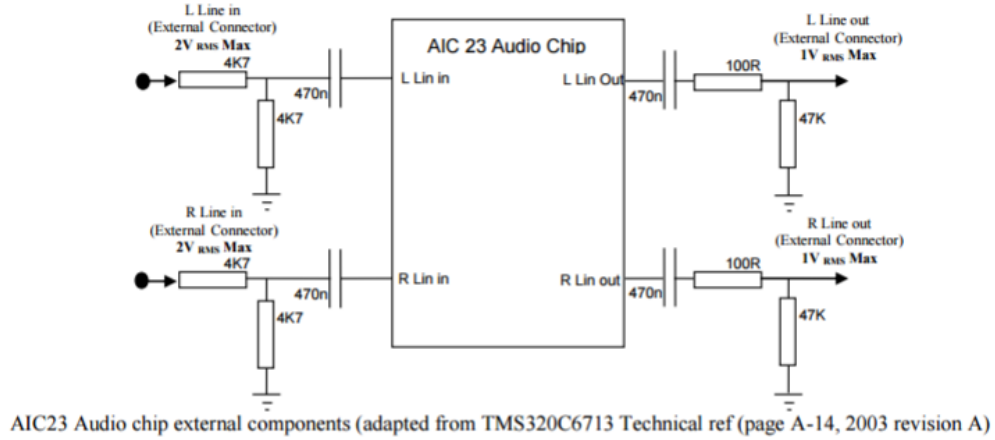 L Line in
(External Connector)
2V RMS Max
4K7
470n
4K7
AIC 23 Audio Chip
L Lin in
L Lin Out
L Line out
(External Connector)
1V RMS Max
100R
470n
47K
R Line in
(External Connector)
2V RMS Max
4K7
470n
4K7
R Lin in
R Lin out
R Line out
(External Connector)
1V RMS Max
100R
470n
47K
AIC23 Audio chip external components (adapted from TMS320C6713 Technical ref (page A-14, 2003 revision A)